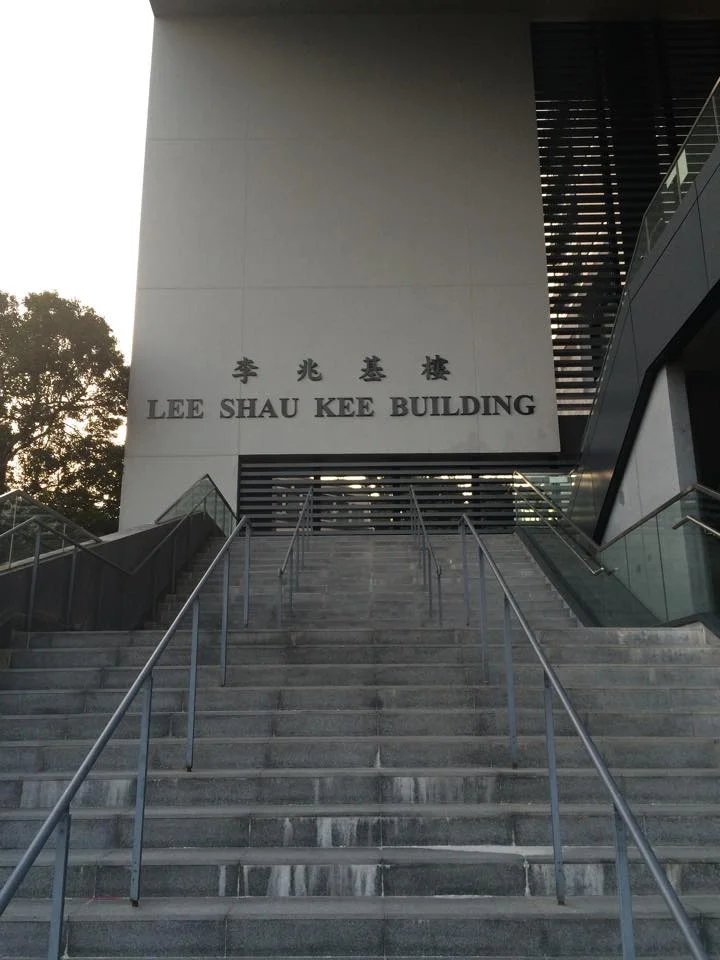 李兆基樓
LEE SHAU KEE BUILDING